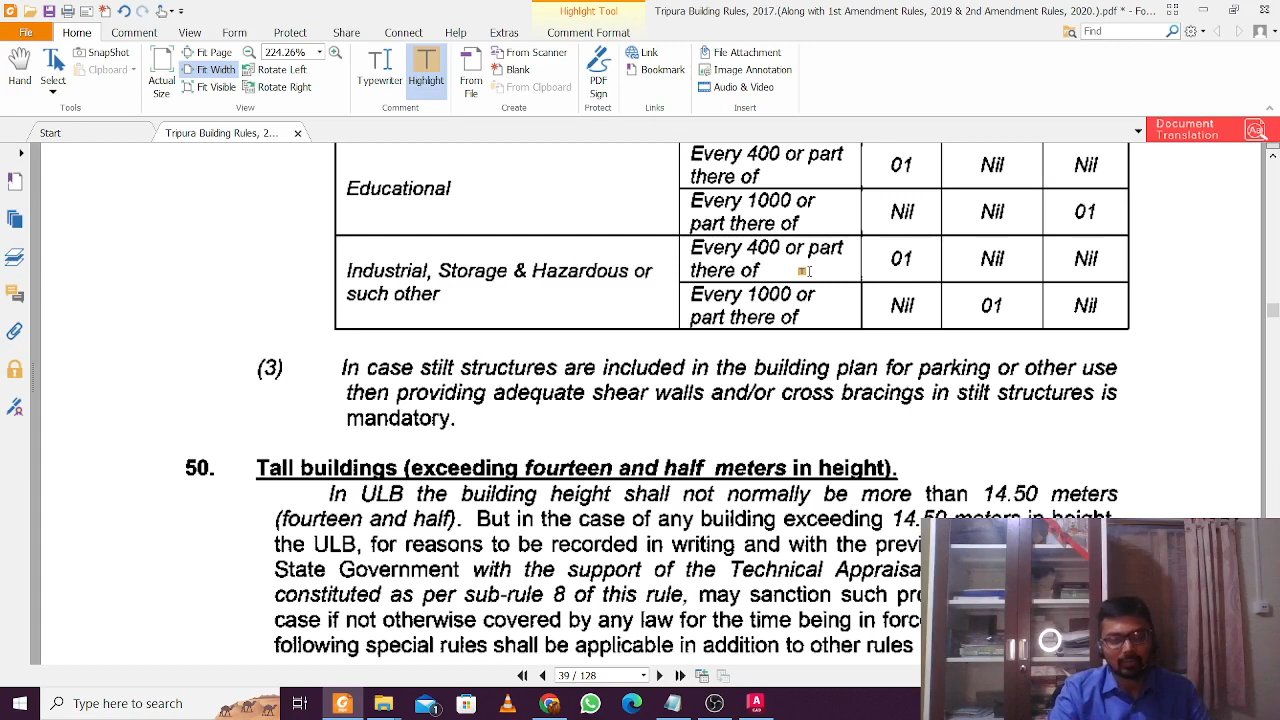 Highlight Tool
Tripura Building Rules, 2017.(Along with 1st Amendment Rules, 2019 & 2nd Amendment Rules, 2020.).pdf * - Fo...
File Home Comment View Form Protect Share Connect Help Extras Comment Format Find
SnapShot Fit Page 224.26% From Scanner Link File Attachment
Clipboard Fit Width Rotate Left Blank Bookmark Image Annotation
Fit Visible Rotate Right From Clipboard Audio & Video
Hand Select Actual Size Typewriter Highlight From File PDF Sign
Tools View Comment Create Protect Links Insert
Start Tripura Building Rules, 2... Document Translation
Educational
Every 400 or part there of 01 Nil Nil
Every 1000 or part there of Nil Nil 01
Industrial, Storage & Hazardous or such other
Every 400 or part there of 01 Nil Nil
Every 1000 or part there of Nil 01 Nil
(3) In case stilt structures are included in the building plan for parking or other use
then providing adequate shear walls and/or cross bracings in stilt structures is
mandatory.
50. Tall buildings (exceeding fourteen and half meters in height).
In ULB the building height shall not normally be more than 14.50 meters
(fourteen and half). But in the case of any building exceeding 14.50 meters in height,
the ULB, for reasons to be recorded in writing and with the previ
State Government with the support of the Technical Apprais
constituted as per sub-rule 8 of this rule, may sanction such pr
case if not otherwise covered by any law for the time being in forc
following special rules shall be applicable in addition to other rules
39 / 128
Type here to search